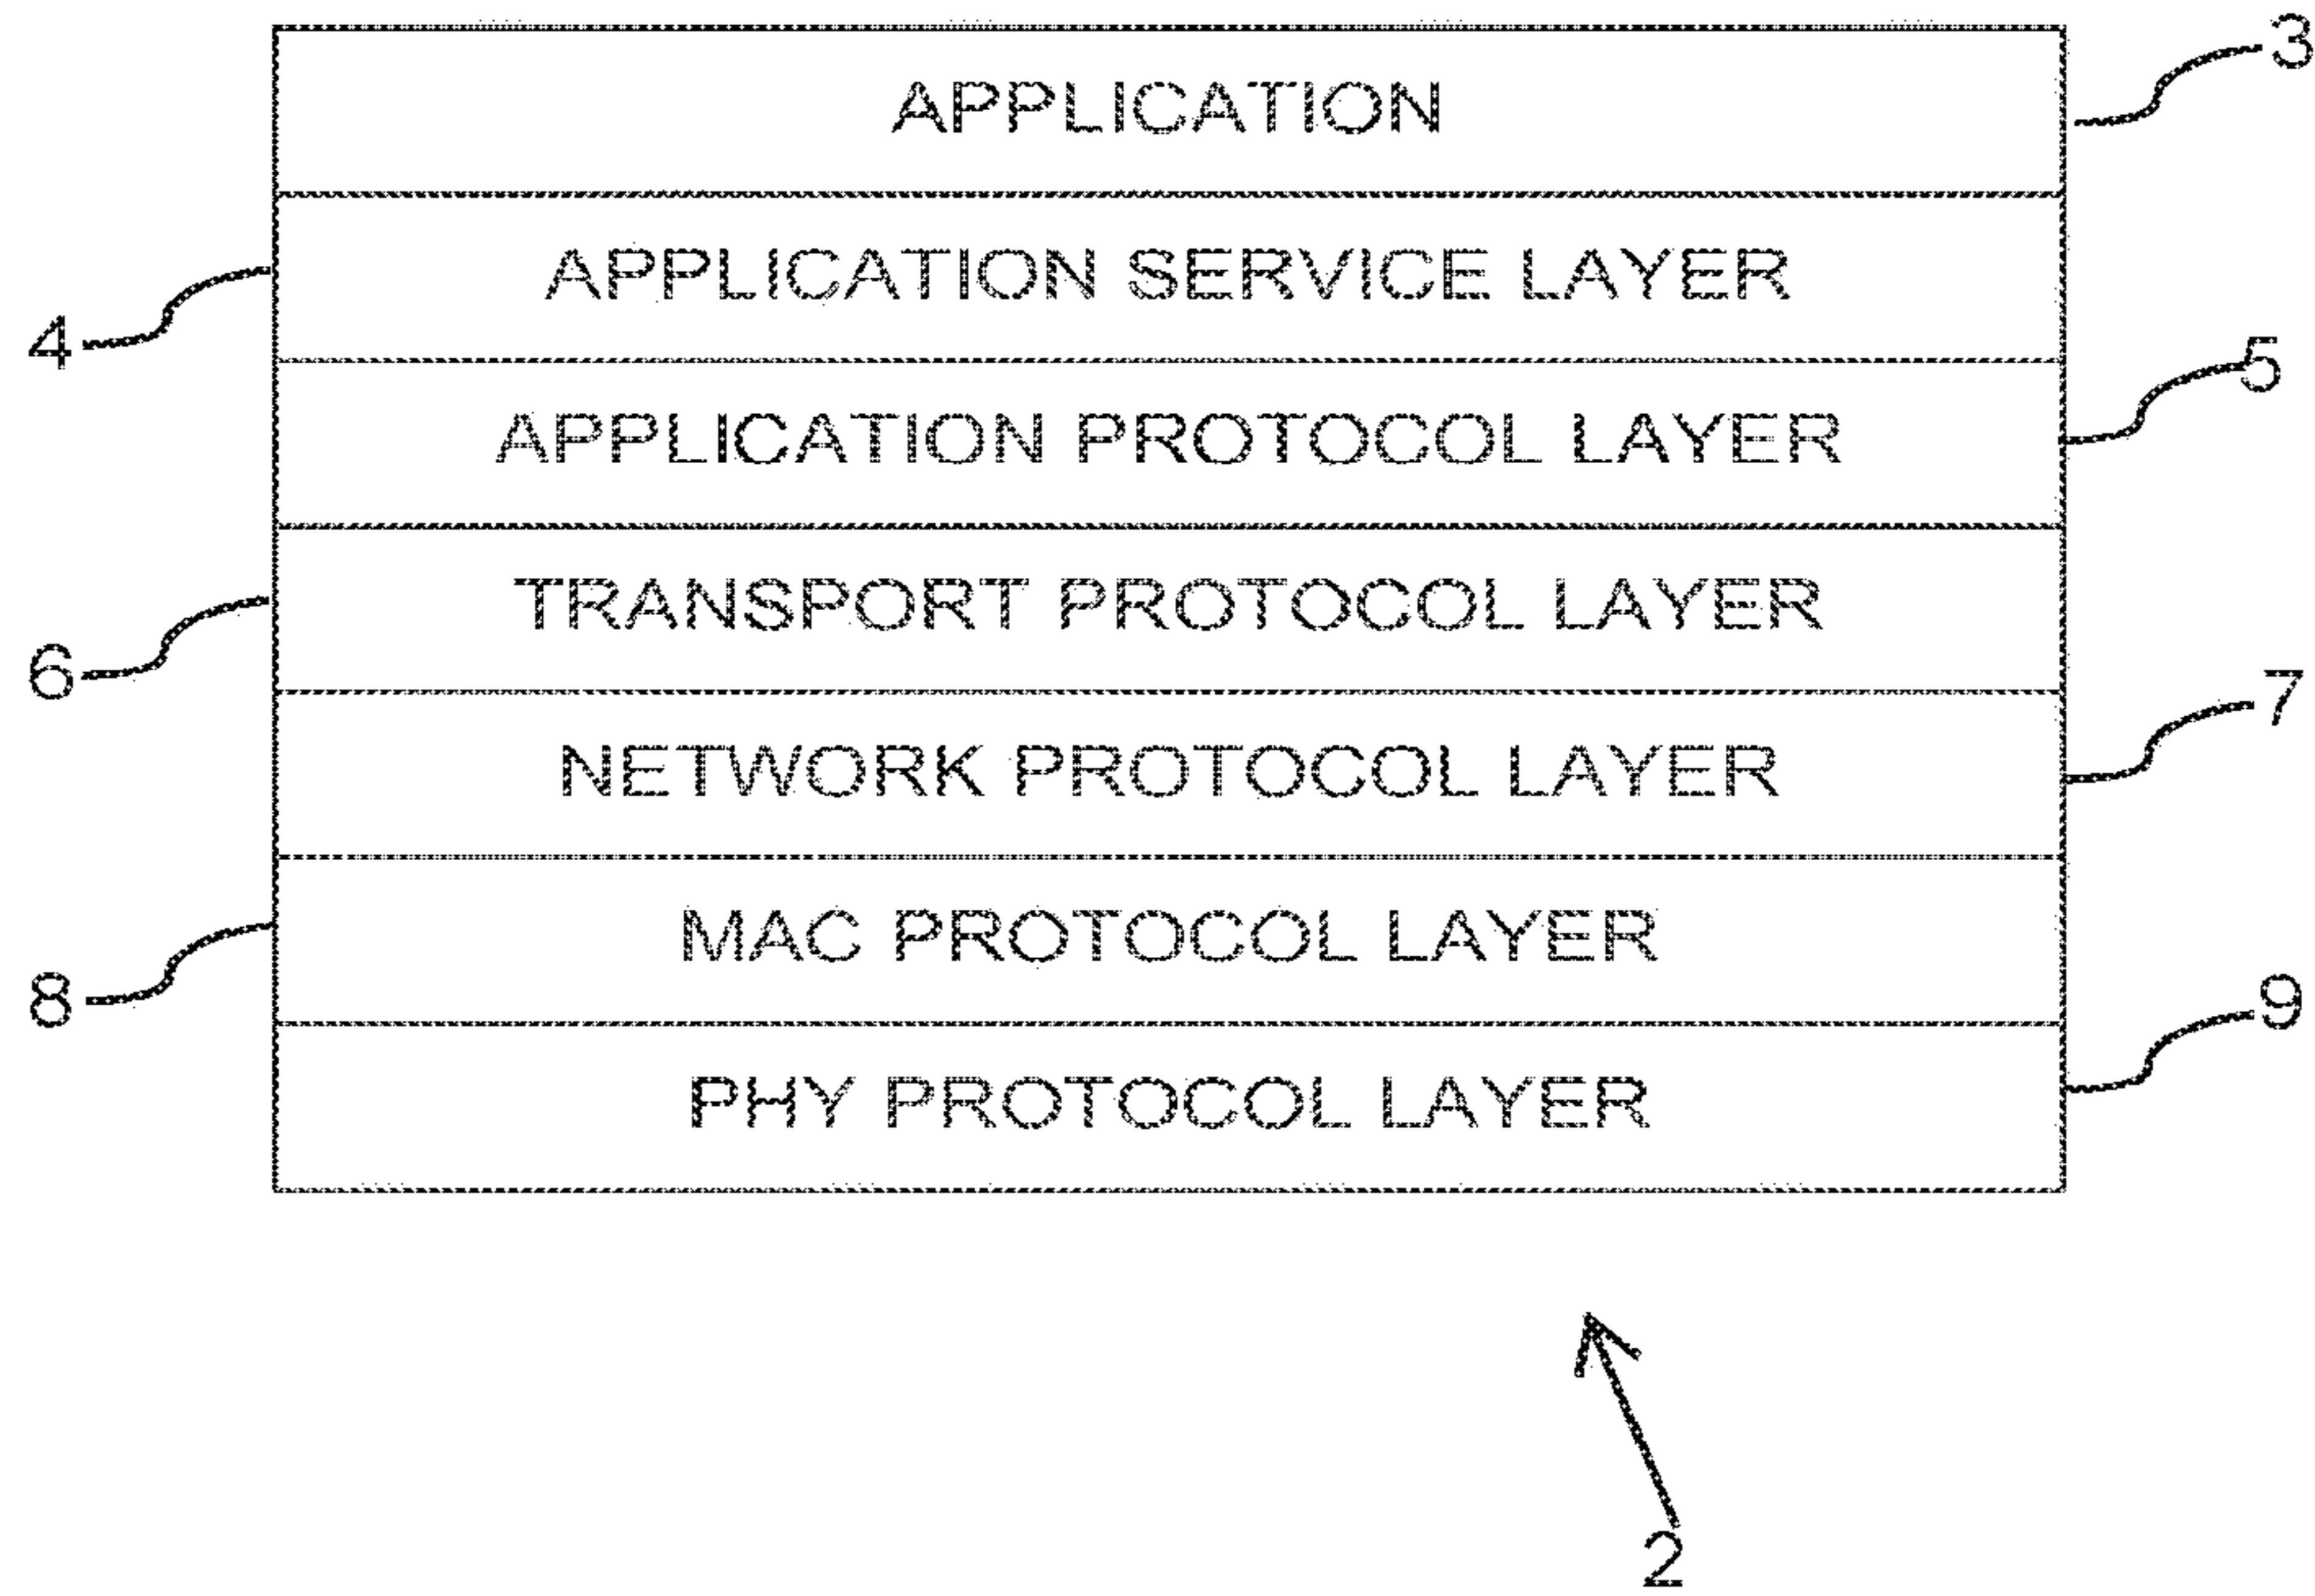 APPLICATION
3
APPLICATION SERVICE LAYER
4
APPLICATION PROTOCOL LAYER
5
TRANSPORT PROTOCOL LAYER
6
NETWORK PROTOCOL LAYER
7
MAC PROTOCOL LAYER
8
PHY PROTOCOL LAYER
9
2